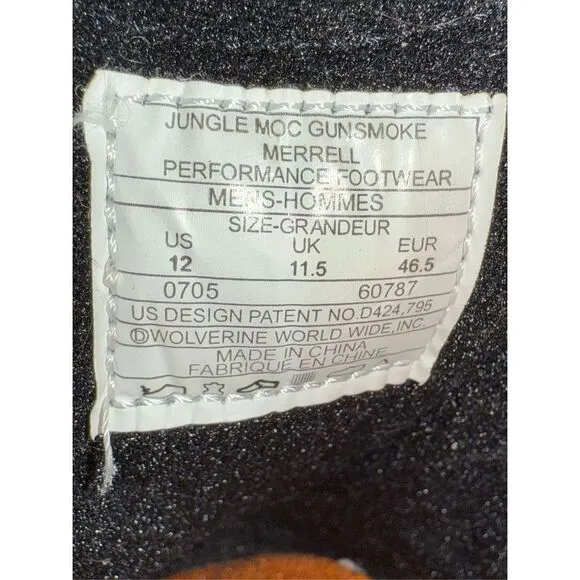 JUNGLE MOC GUNSMOKE
MERRELL
PERFORMANCE FOOTWEAR
MENS-HOMMES
SIZE-GRANDEUR
US UK EUR
12 11.5 46.5
0705 60787
US DESIGN PATENT NO.D424,795
ⒹWOLVERINE WORLD WIDE,INC.
MADE IN CHINA
FABRIQUE EN CHINE